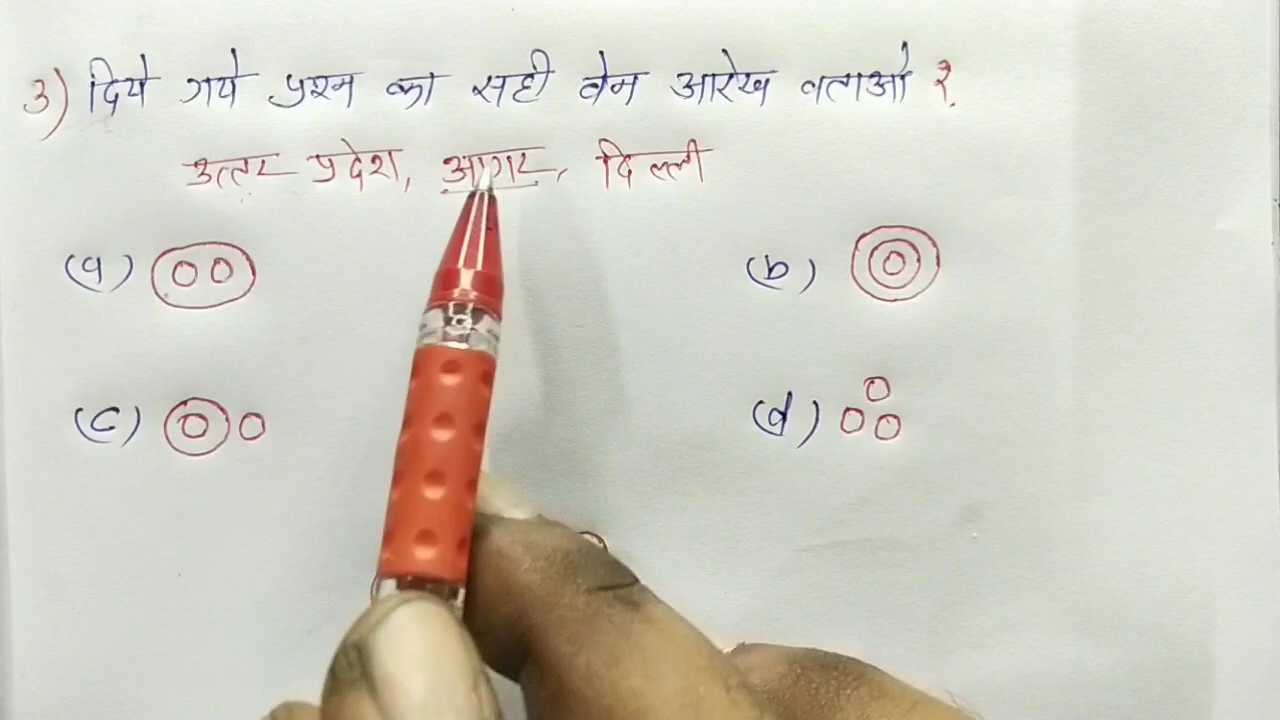 3) दिये गये प्रश्न का सही वेन आरेख बताओ ?
उत्तर प्रदेश, आगर, दिल्ली
(a)
(b)
(c)
(d)